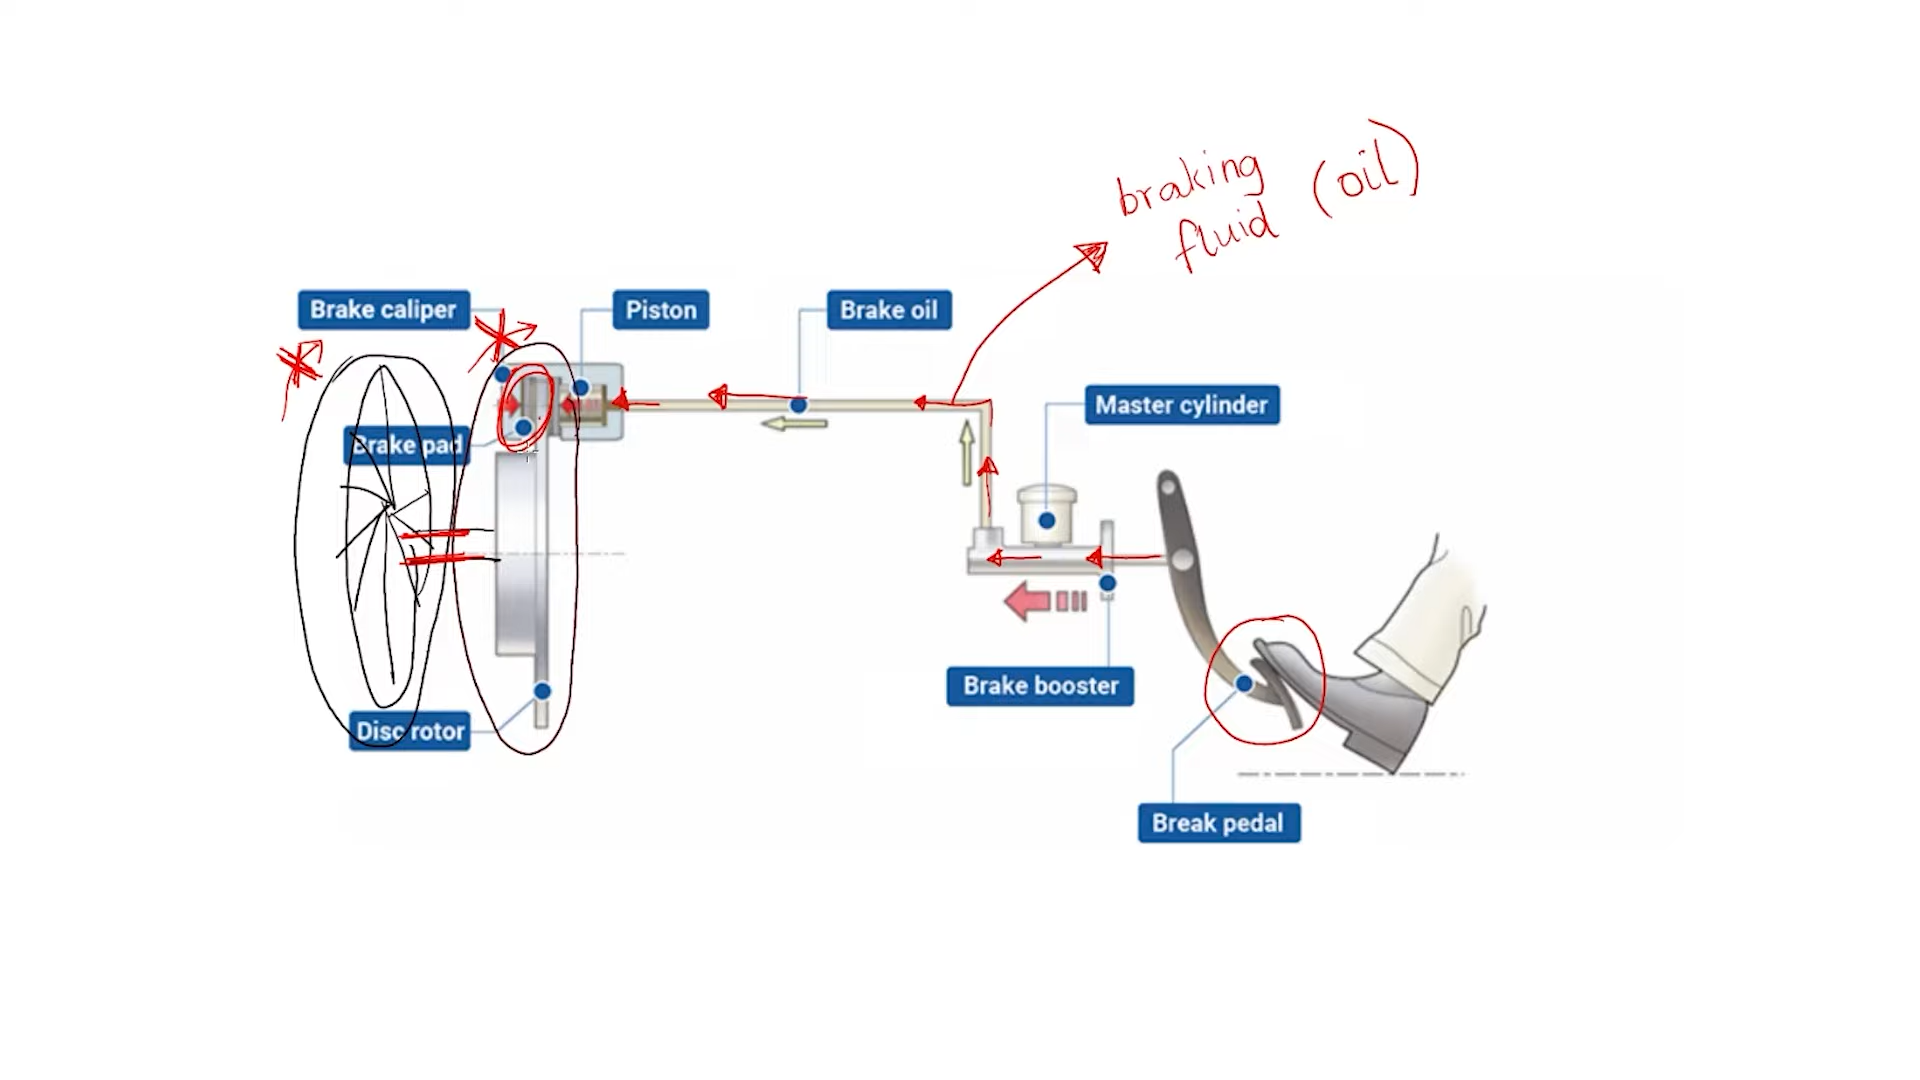 braking (oil)
fluid
Brake caliper
Piston
Brake oil
Master cylinder
Brake pad
Brake booster
Disc rotor
Break pedal